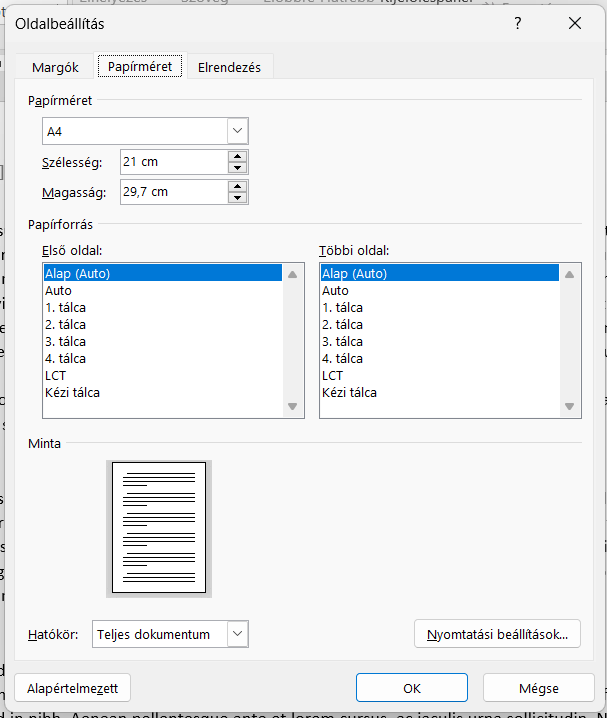 Oldalbeállítás ?
Margók Papírméret Elrendezés
Papírméret
A4
Szélesség: 21 cm
Magasság: 29,7 cm
Papírforrás
Első oldal: Többi oldal:
Alap (Auto) Alap (Auto)
Auto Auto
1. tálca 1. tálca
2. tálca 2. tálca
3. tálca 3. tálca
4. tálca 4. tálca
LCT LCT
Kézi tálca Kézi tálca
Minta
Hatókör: Teljes dokumentum Nyomtatási beállítások...
Alapértelmezett OK Mégse